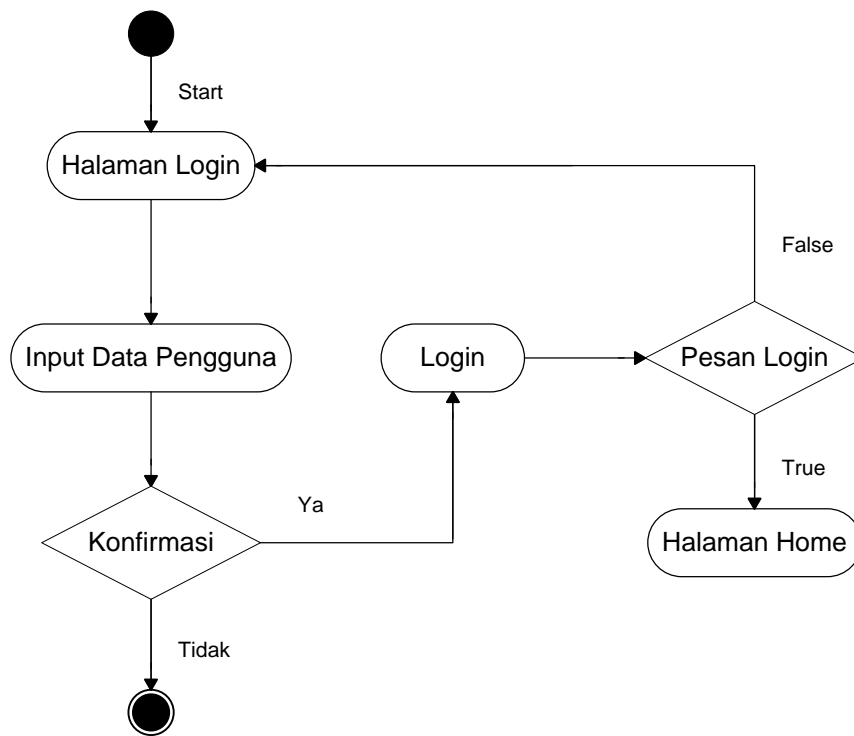 Start
Halaman Login
False
Input Data Pengguna
Login
Pesan Login
Ya
True
Konfirmasi
Halaman Home
Tidak